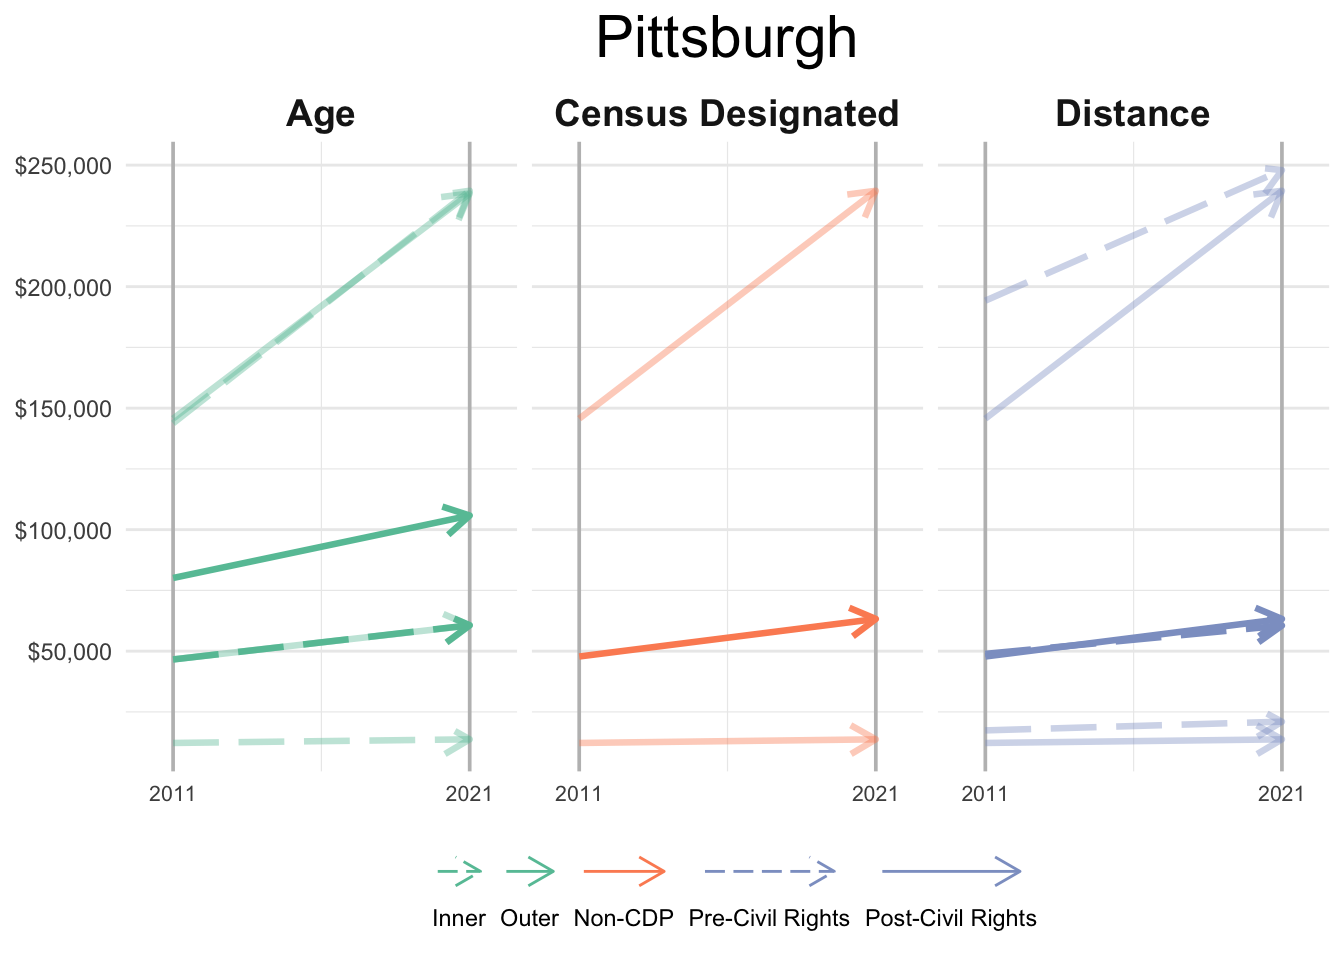 Pittsburgh
Age
Census Designated
Distance
$250,000
$200,000
$150,000
$100,000
$50,000
2011 2021 2011 2021 2011 2021
Inner Outer Non-CDP Pre-Civil Rights Post-Civil Rights